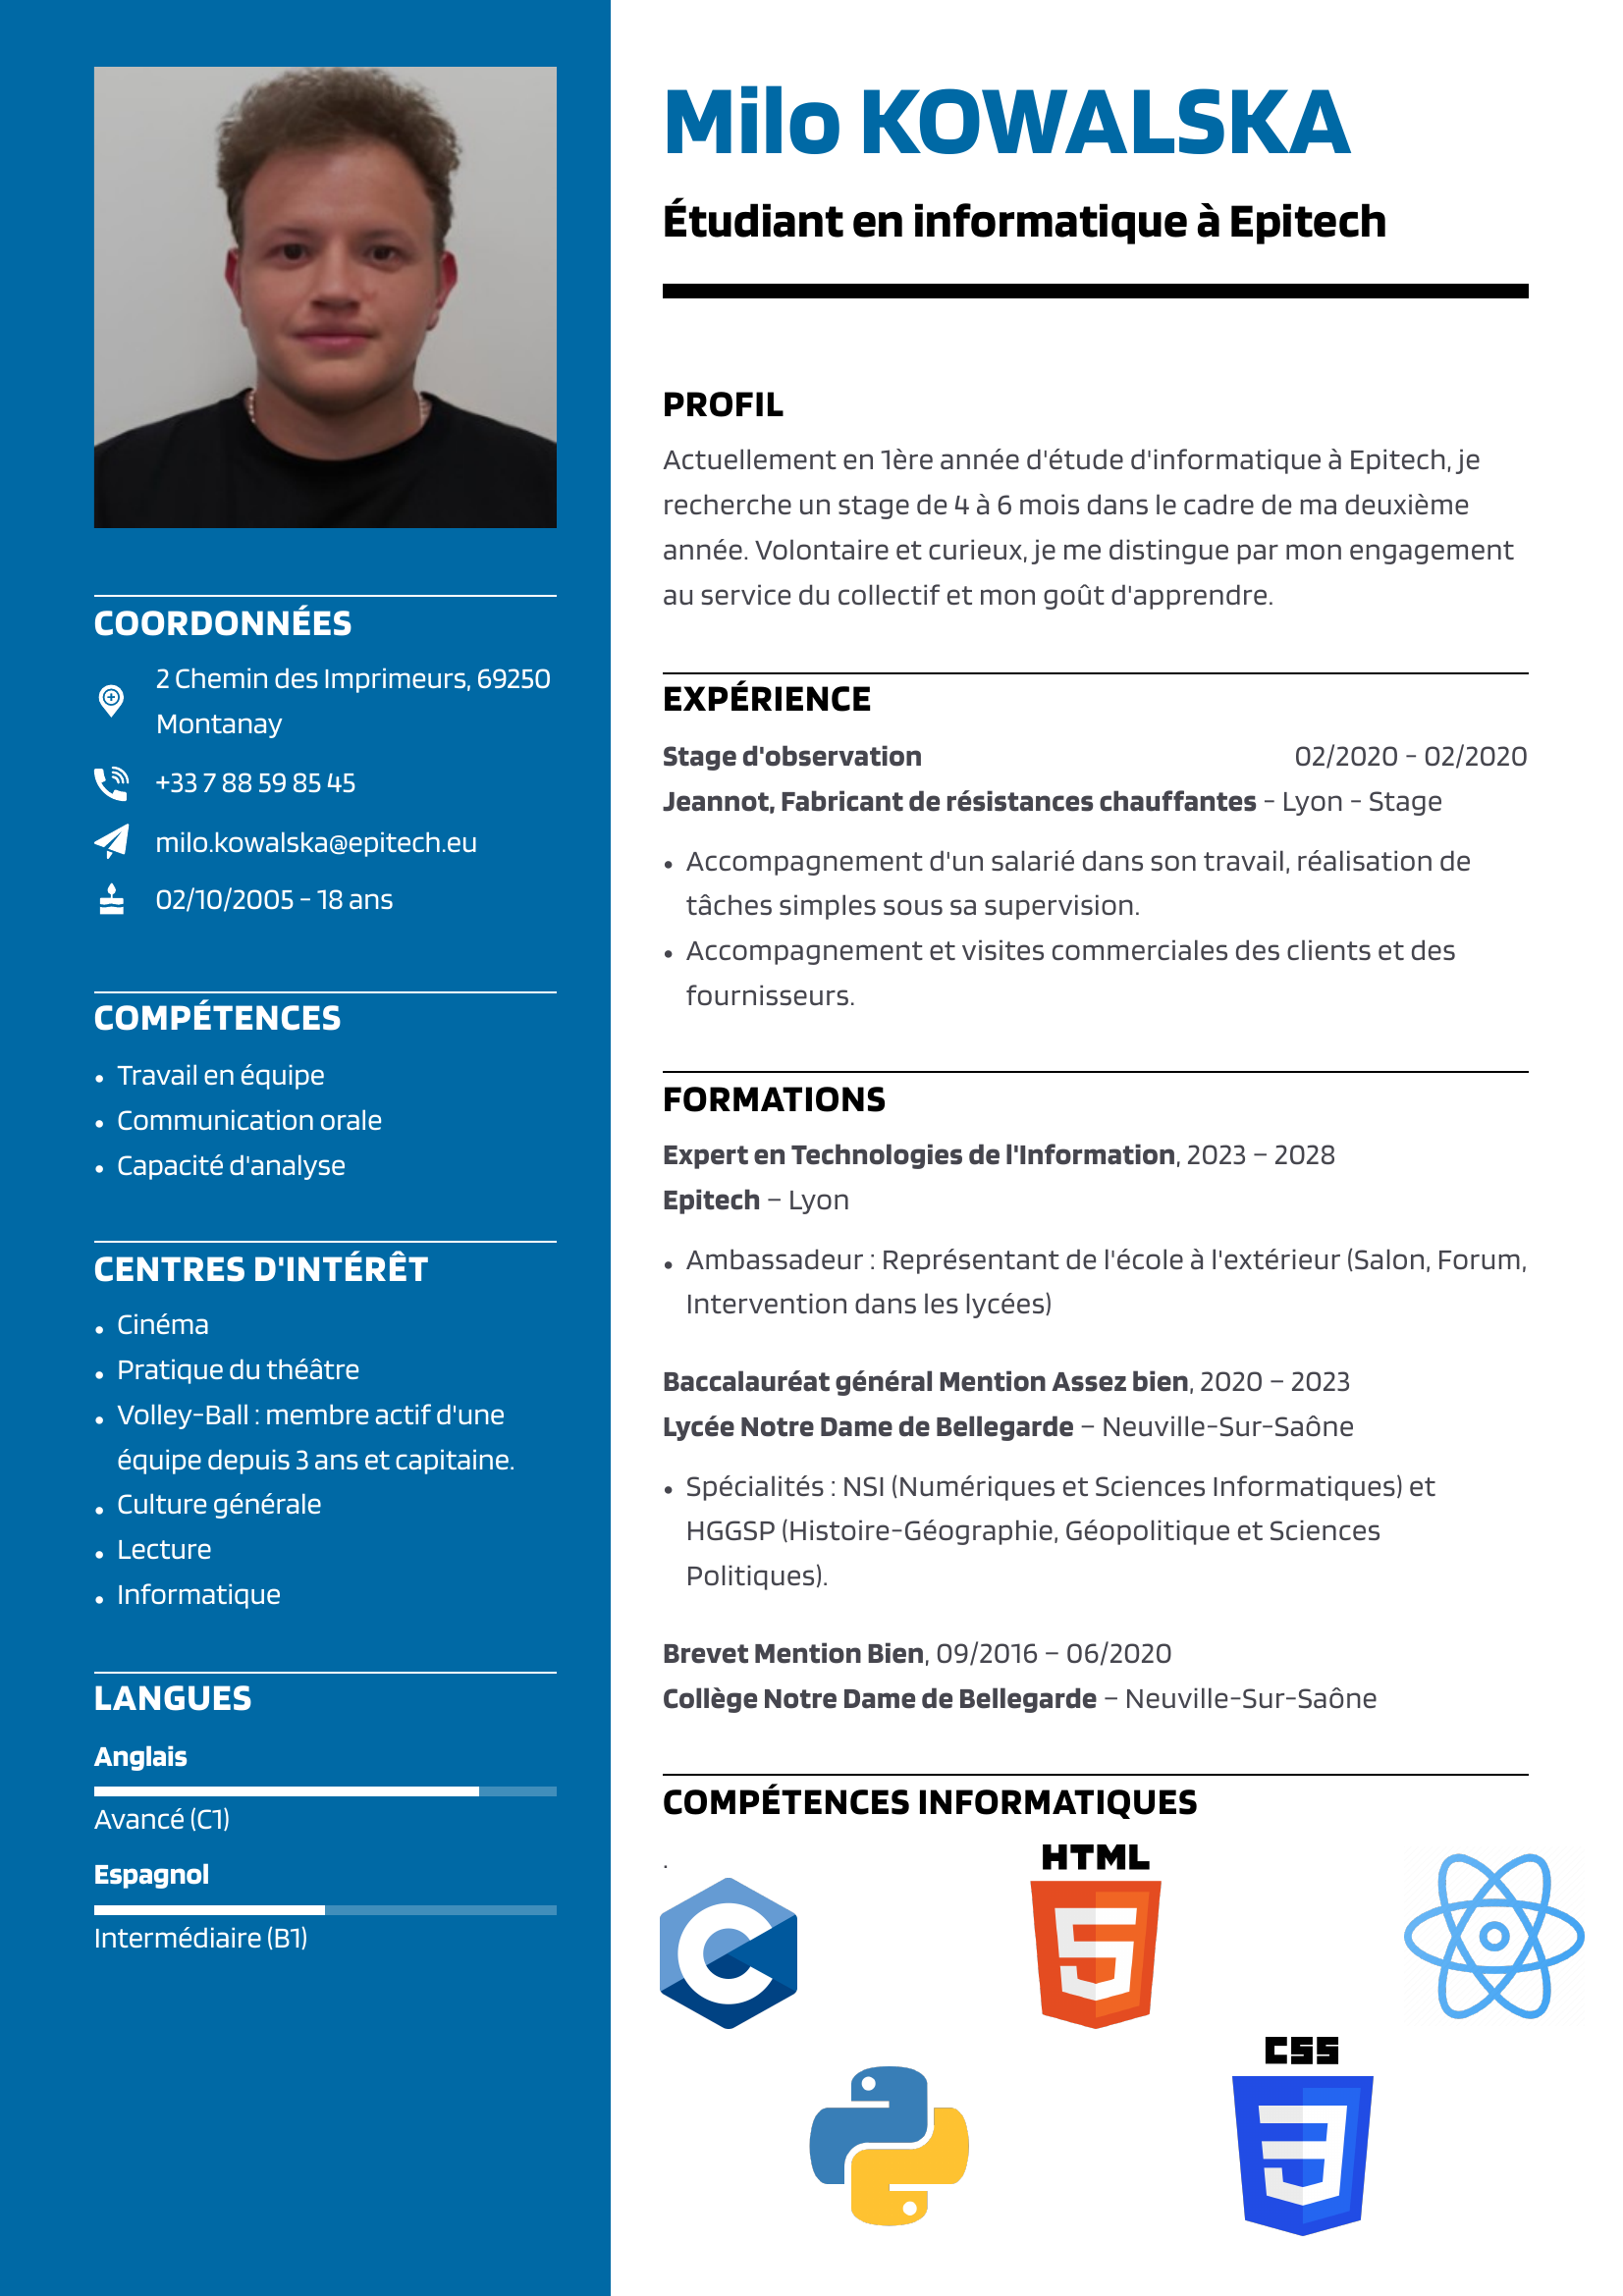 Milo KOWALSKA
Étudiant en informatique à Epitech
COORDONNÉES
2 Chemin des Imprimeurs, 69250
Montanay
+33 7 88 59 85 45
milo.kowalska@epitech.eu
02/10/2005 - 18 ans
COMPÉTENCES
• Travail en équipe
• Communication orale
• Capacité d'analyse
CENTRES D'INTÉRÊT
• Cinéma
• Pratique du théâtre
• Volley-Ball : membre actif d'une
équipe depuis 3 ans et capitaine.
• Culture générale
• Lecture
• Informatique
LANGUES
Anglais
Avancé (C1)
Espagnol
Intermédiaire (B1)
PROFIL
Actuellement en 1ère année d'étude d'informatique à Epitech, je
recherche un stage de 4 à 6 mois dans le cadre de ma deuxième
année. Volontaire et curieux, je me distingue par mon engagement
au service du collectif et mon goût d'apprendre.
EXPÉRIENCE
Stage d'observation 02/2020 - 02/2020
Jeannot, Fabricant de résistances chauffantes - Lyon - Stage
• Accompagnement d'un salarié dans son travail, réalisation de
tâches simples sous sa supervision.
• Accompagnement et visites commerciales des clients et des
fournisseurs.
FORMATIONS
Expert en Technologies de l'Information, 2023 – 2028
Epitech – Lyon
• Ambassadeur : Représentant de l'école à l'extérieur (Salon, Forum,
Intervention dans les lycées)
Baccalauréat général Mention Assez bien, 2020 – 2023
Lycée Notre Dame de Bellegarde – Neuville-Sur-Saône
• Spécialités : NSI (Numériques et Sciences Informatiques) et
HGGSP (Histoire-Géographie, Géopolitique et Sciences
Politiques).
Brevet Mention Bien, 09/2016 – 06/2020
Collège Notre Dame de Bellegarde – Neuville-Sur-Saône
COMPÉTENCES INFORMATIQUES
.
C
HTML
5
CSS
3